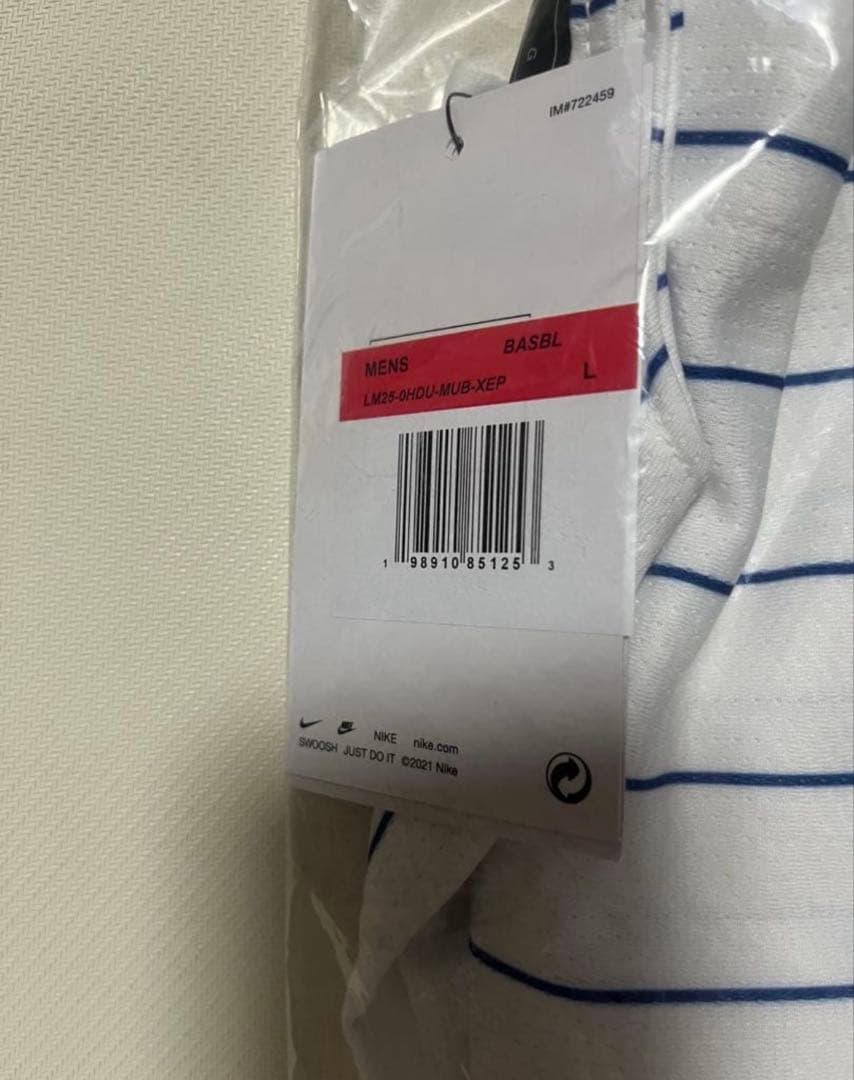 G
IM#722459
MENS BASBL
LM25-0HDU-MUB-XEP L
1 98910 85125 3
NIKE nike.com
SWOOSH JUST DO IT ©2021 Nike